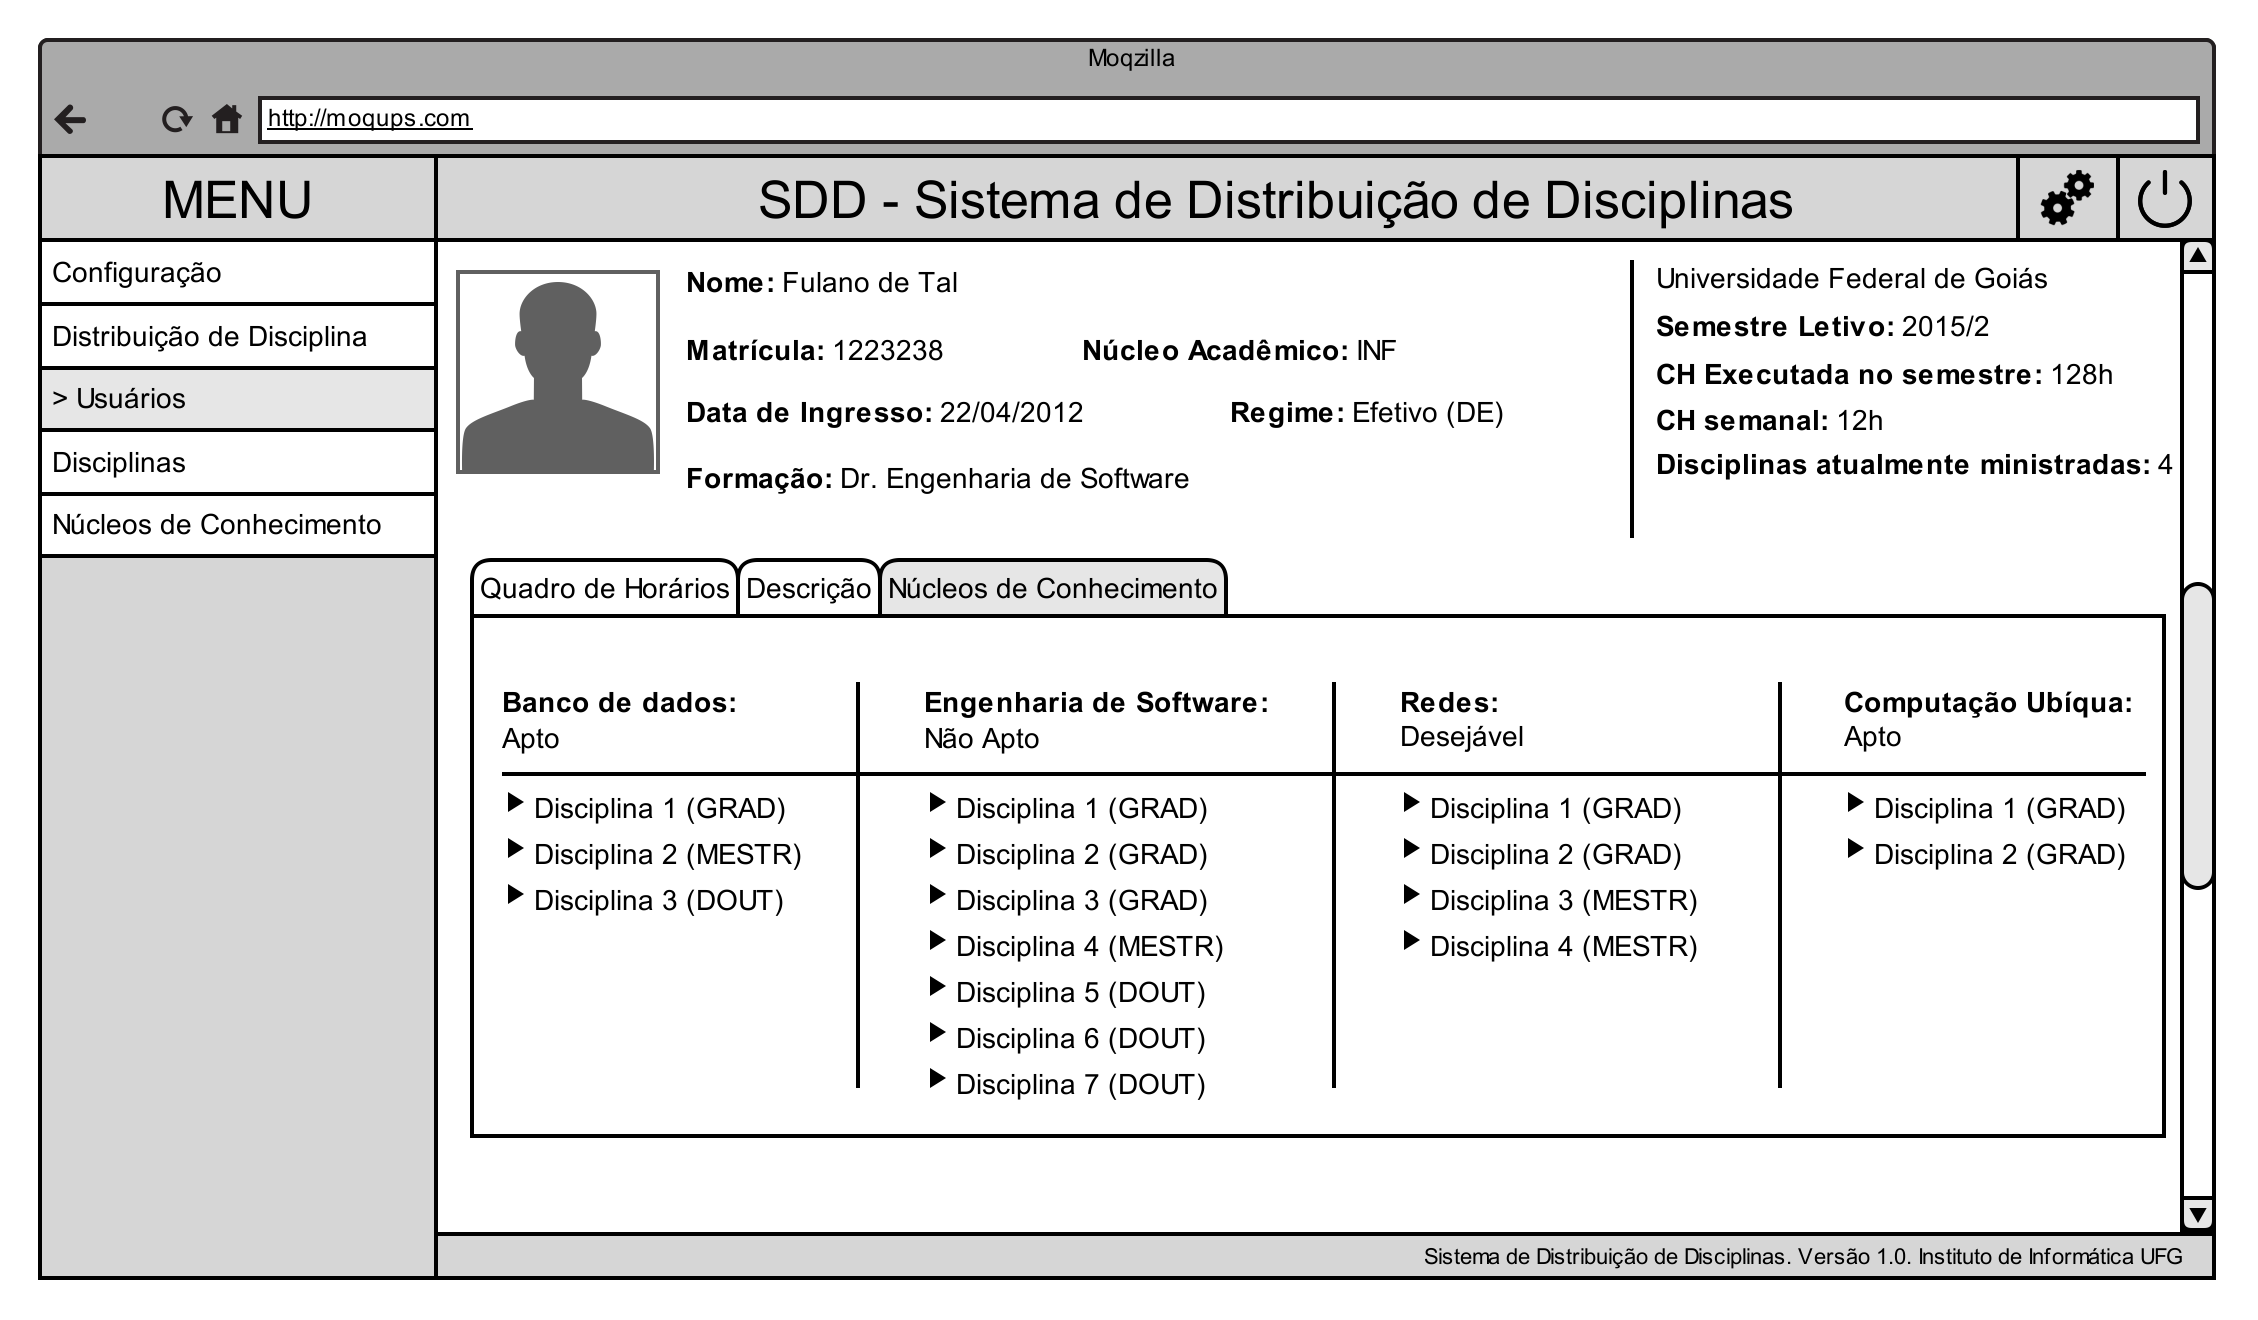 Moqzilla
http://moqups.com
MENU
SDD - Sistema de Distribuição de Disciplinas
Configuração
Distribuição de Disciplina
> Usuários
Disciplinas
Núcleos de Conhecimento
Nome: Fulano de Tal
Matrícula: 1223238 Núcleo Acadêmico: INF
Data de Ingresso: 22/04/2012 Regime: Efetivo (DE)
Formação: Dr. Engenharia de Software
Universidade Federal de Goiás
Semestre Letivo: 2015/2
CH Executada no semestre: 128h
CH semanal: 12h
Disciplinas atualmente ministradas: 4
Quadro de Horários Descrição Núcleos de Conhecimento
Banco de dados:
Apto
Disciplina 1 (GRAD)
Disciplina 2 (MESTR)
Disciplina 3 (DOUT)
Engenharia de Software:
Não Apto
Disciplina 1 (GRAD)
Disciplina 2 (GRAD)
Disciplina 3 (GRAD)
Disciplina 4 (MESTR)
Disciplina 5 (DOUT)
Disciplina 6 (DOUT)
Disciplina 7 (DOUT)
Redes:
Desejável
Disciplina 1 (GRAD)
Disciplina 2 (GRAD)
Disciplina 3 (MESTR)
Disciplina 4 (MESTR)
Computação Ubíqua:
Apto
Disciplina 1 (GRAD)
Disciplina 2 (GRAD)
Sistema de Distribuição de Disciplinas. Versão 1.0. Instituto de Informática UFG